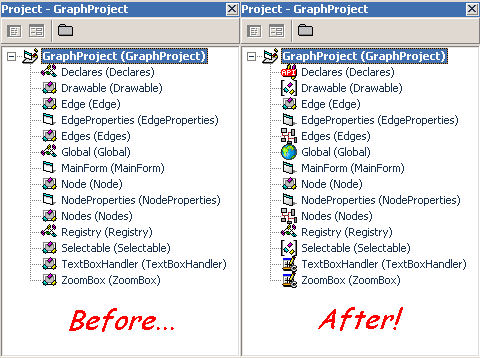 Project - GraphProject
GraphProject (GraphProject)
Declares (Declares)
Drawable (Drawable)
Edge (Edge)
EdgeProperties (EdgeProperties)
Edges (Edges)
Global (Global)
MainForm (MainForm)
Node (Node)
NodeProperties (NodeProperties)
Nodes (Nodes)
Registry (Registry)
Selectable (Selectable)
TextBoxHandler (TextBoxHandler)
ZoomBox (ZoomBox)
Before...
Project - GraphProject
GraphProject (GraphProject)
API
Declares (Declares)
Drawable (Drawable)
Edge (Edge)
EdgeProperties (EdgeProperties)
Edges (Edges)
Global (Global)
MainForm (MainForm)
Node (Node)
NodeProperties (NodeProperties)
Nodes (Nodes)
Registry (Registry)
Selectable (Selectable)
TextBoxHandler (TextBoxHandler)
ZoomBox (ZoomBox)
After!